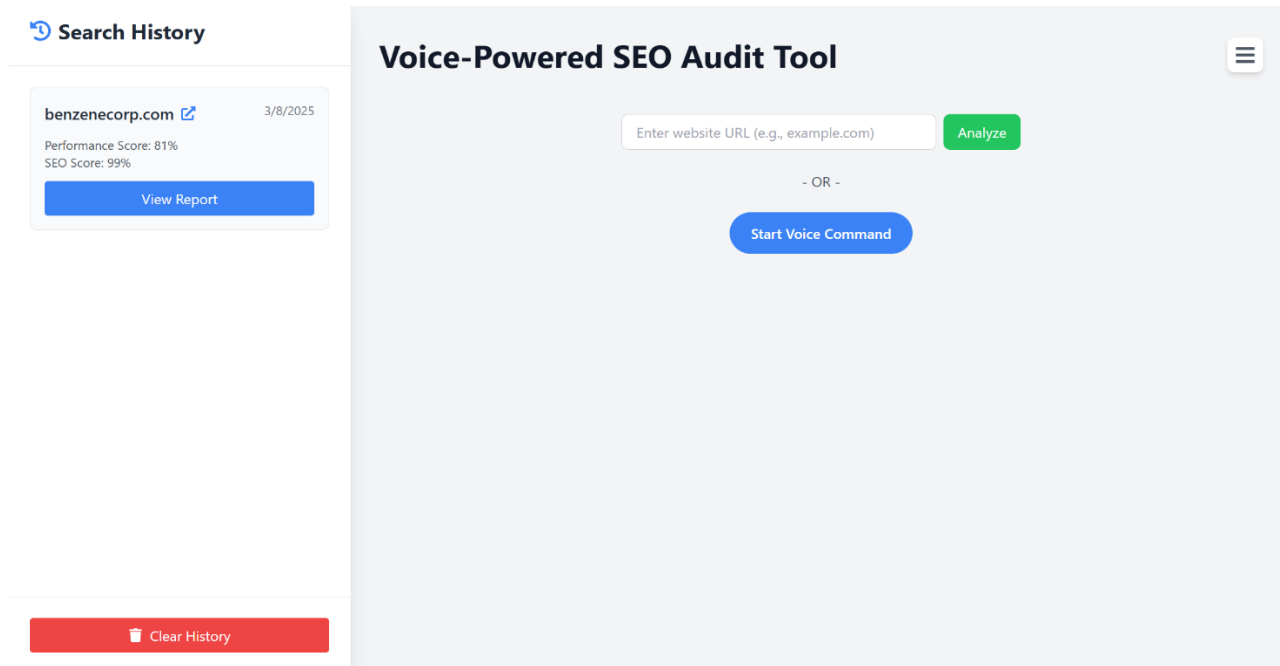 Search History
benzenecorp.com
3/8/2025
Performance Score: 81%
SEO Score: 99%
View Report
Clear History
Voice-Powered SEO Audit Tool
Enter website URL (e.g., example.com)
Analyze
- OR -
Start Voice Command